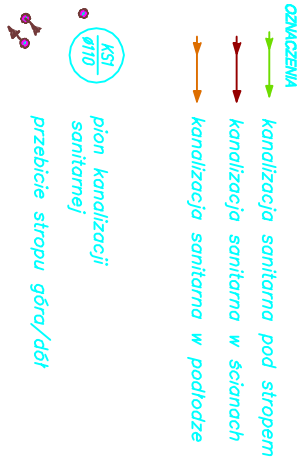 OZNACZENIA
kanalizacja sanitarna pod stropem
kanalizacja sanitarna w ścianach
kanalizacja sanitarna w podłodze
KS1
ø110
pion kanalizacji
sanitarnej
przebicie stropu góra/dół